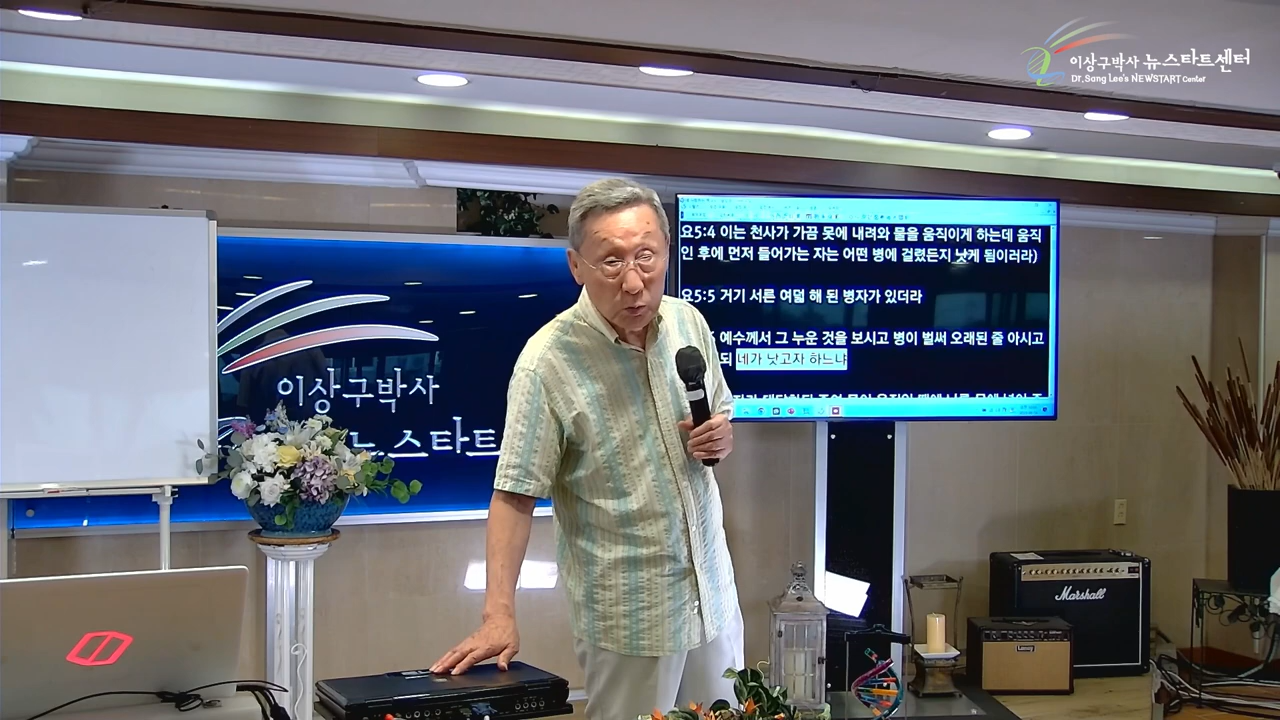 이상구박사 뉴스타트센터
Dr. Sang Lee's NEWSTART Center
요5:4 이는 천사가 가끔 못에 내려와 물을 움직이게 하는데 움직
인 후에 먼저 들어가는 자는 어떤 병에 걸렸든지 낫게 됨이러라)
요5:5 거기 서른 여덟 해 된 병자가 있더라
예수께서 그 누운 것을 보시고 병이 벌써 오래된 줄 아시고
되 네가 낫고자 하느냐
이상구박사
뉴스타트
Marshall
Laney